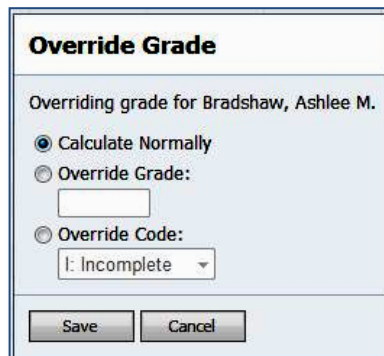 Override Grade
Overriding grade for Bradshaw, Ashlee M.
Calculate Normally
Override Grade:
Override Code:
I: Incomplete
Save Cancel